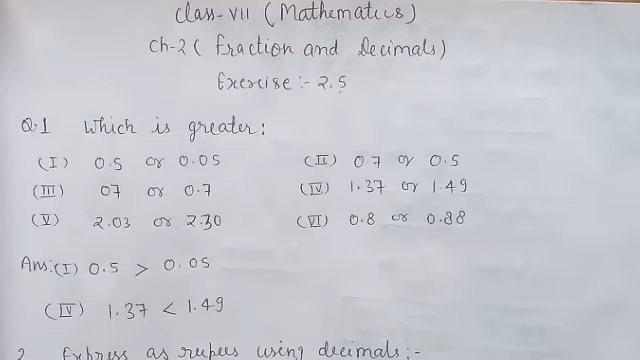 Class-VII (Mathematics)
Ch-2 (Fraction and Decimals)
Exercise:- 2.5
Q.1 Which is greater:
(I) 0.5 or 0.05 (II) 0.7 or 0.5
(III) 07 or 0.7 (IV) 1.37 or 1.49
(V) 2.03 or 2.30 (VI) 0.8 or 0.88
Ans:(I) 0.5 > 0.05
(IV) 1.37 < 1.49
2. Express as rupees using decimals:-